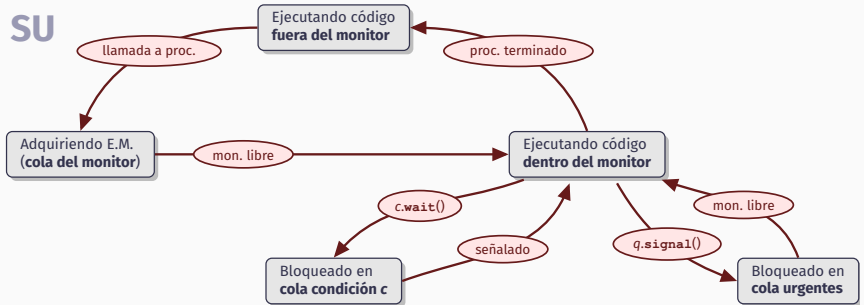 SU
Ejecutando código
fuera del monitor
llamada a proc.
proc. terminado
Adquiriendo E.M.
(cola del monitor)
mon. libre
Ejecutando código
dentro del monitor
c.wait()
mon. libre
señalado
q.signal()
Bloqueado en
cola condición c
Bloqueado en
cola urgentes